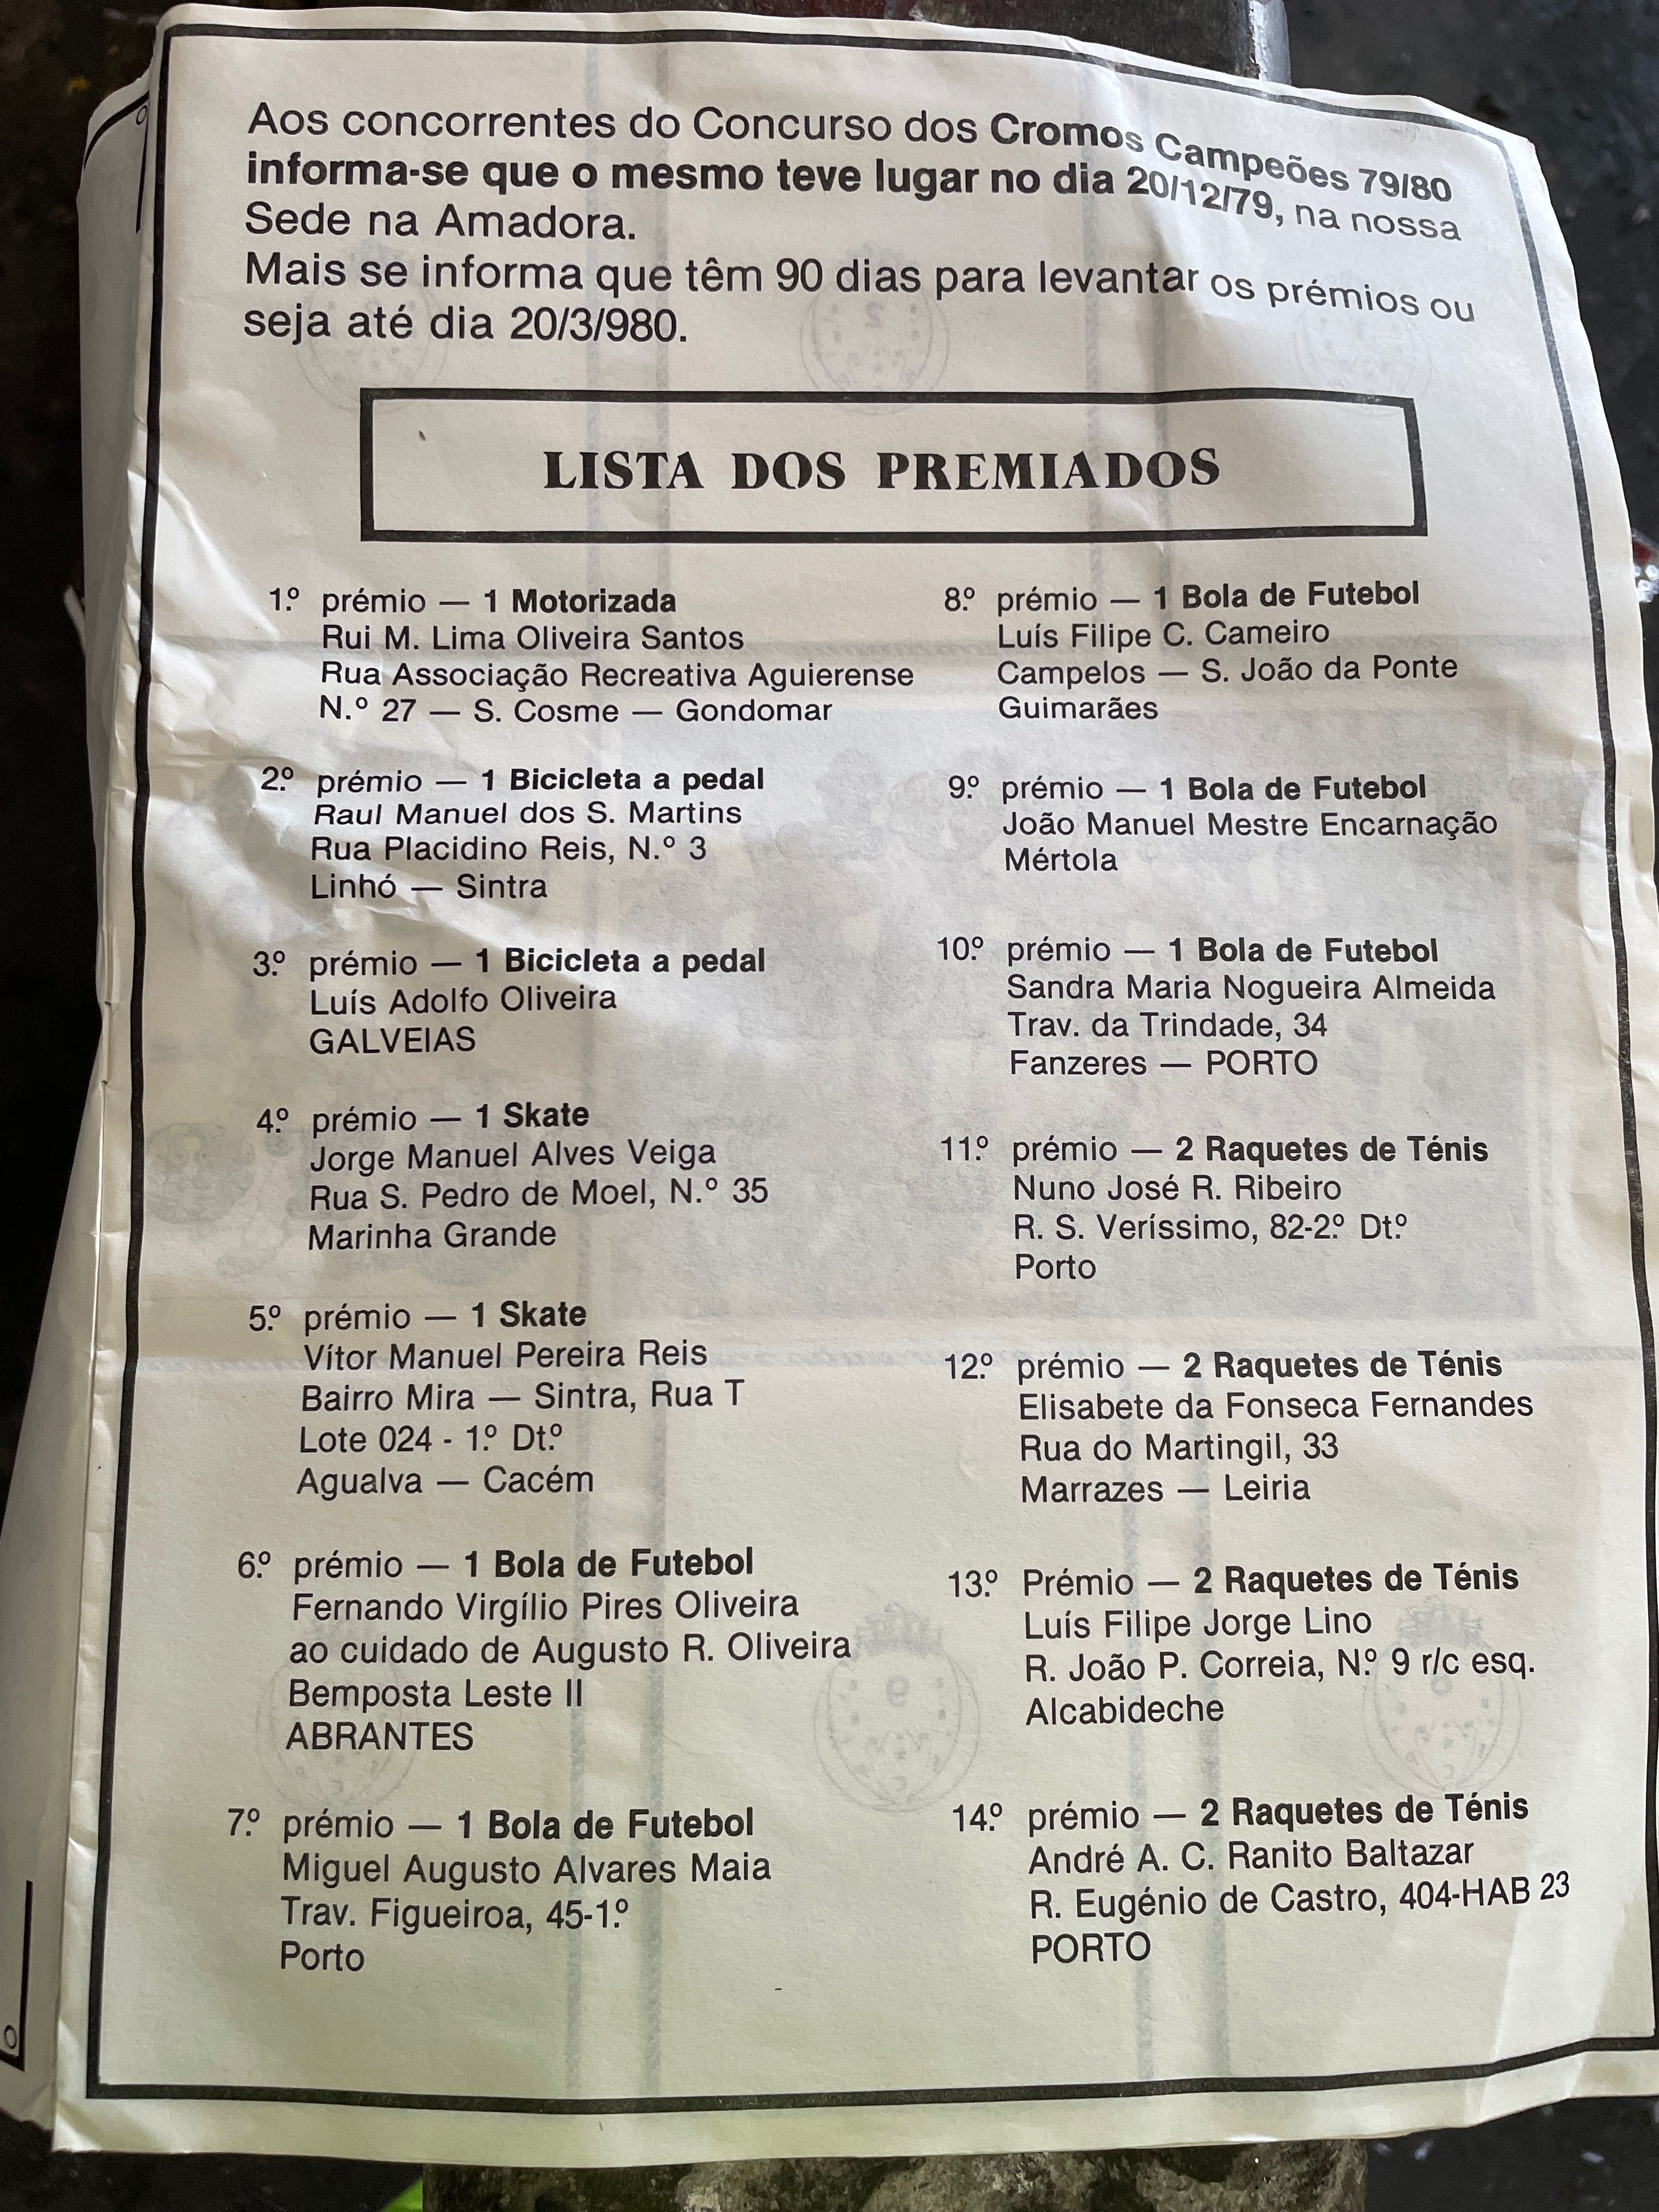 Aos concorrentes do Concurso dos Cromos Campeões 79/80
informa-se que o mesmo teve lugar no dia 20/12/79, na nossa
Sede na Amadora.
Mais se informa que têm 90 dias para levantar os prémios ou
seja até dia 20/3/980.
LISTA DOS PREMIADOS
1.º prémio — 1 Motorizada
Rui M. Lima Oliveira Santos
Rua Associação Recreativa Aguierense
N.º 27 — S. Cosme — Gondomar
2.º prémio — 1 Bicicleta a pedal
Raul Manuel dos S. Martins
Rua Placidino Reis, N.º 3
Linhó — Sintra
3.º prémio — 1 Bicicleta a pedal
Luís Adolfo Oliveira
GALVEIAS
4.º prémio — 1 Skate
Jorge Manuel Alves Veiga
Rua S. Pedro de Moel, N.º 35
Marinha Grande
5.º prémio — 1 Skate
Vítor Manuel Pereira Reis
Bairro Mira — Sintra, Rua T
Lote 024 - 1.º Dt.º
Agualva — Cacém
6.º prémio — 1 Bola de Futebol
Fernando Virgílio Pires Oliveira
ao cuidado de Augusto R. Oliveira
Bemposta Leste II
ABRANTES
7.º prémio — 1 Bola de Futebol
Miguel Augusto Alvares Maia
Trav. Figueiroa, 45-1.º
Porto
8.º prémio — 1 Bola de Futebol
Luís Filipe C. Cameiro
Campelos — S. João da Ponte
Guimarães
9.º prémio — 1 Bola de Futebol
João Manuel Mestre Encarnação
Mértola
10.º prémio — 1 Bola de Futebol
Sandra Maria Nogueira Almeida
Trav. da Trindade, 34
Fanzeres — PORTO
11.º prémio — 2 Raquetes de Ténis
Nuno José R. Ribeiro
R. S. Veríssimo, 82-2.º Dt.º
Porto
12.º prémio — 2 Raquetes de Ténis
Elisabete da Fonseca Fernandes
Rua do Martingil, 33
Marrazes — Leiria
13.º Prémio — 2 Raquetes de Ténis
Luís Filipe Jorge Lino
R. João P. Correia, N.º 9 r/c esq.
Alcabideche
14.º prémio — 2 Raquetes de Ténis
André A. C. Ranito Baltazar
R. Eugénio de Castro, 404-HAB 23
PORTO